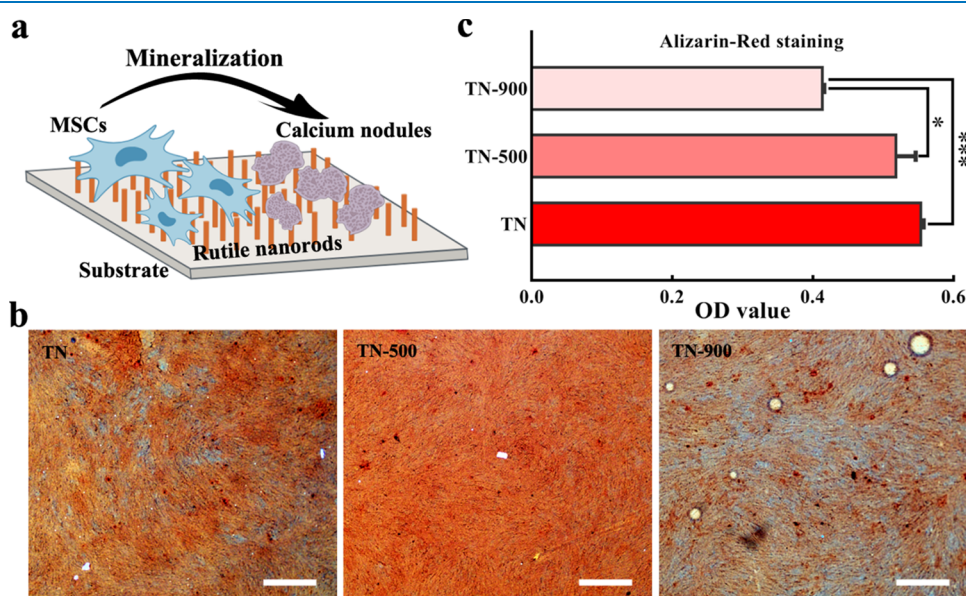 a
Mineralization
MSCs
Calcium nodules
Rutile nanorods
Substrate
c
Alizarin-Red staining
TN-900
TN-500
TN
*
***
0.0
0.2
0.4
0.6
OD value
b
TN
TN-500
TN-900